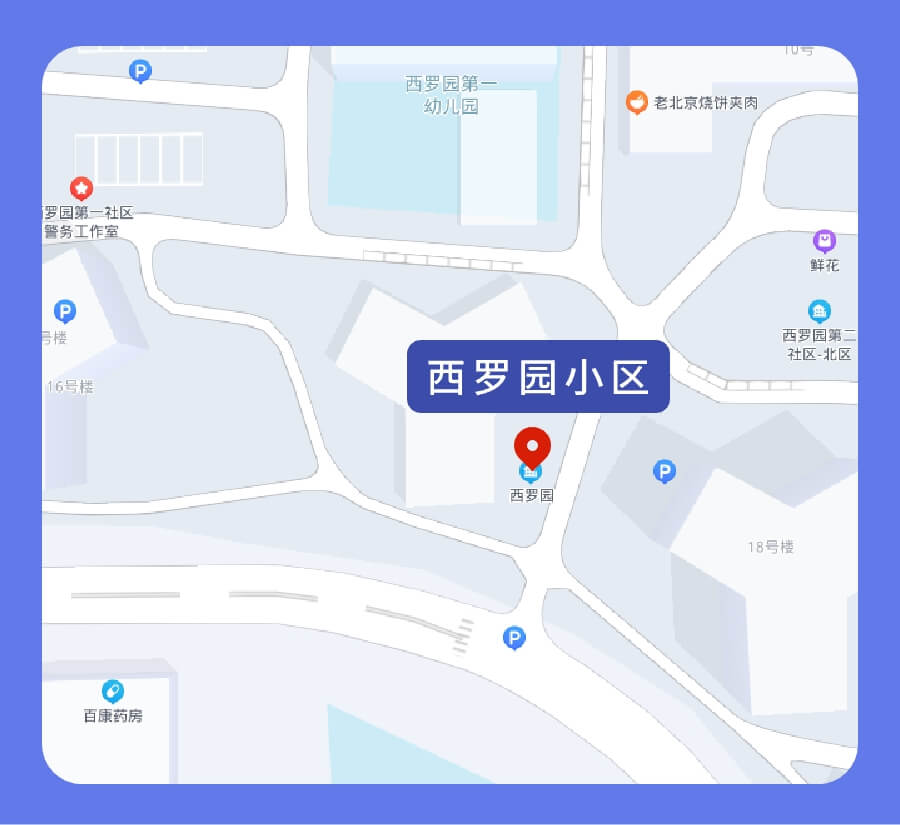 10号
西罗园第一
幼儿园
老北京烧饼夹肉
罗园第一社区
警务工作室
鲜花
号楼
西罗园第二
社区-北区
16号楼
西罗园小区
西罗园
18号楼
百康药房
P
P
P
P